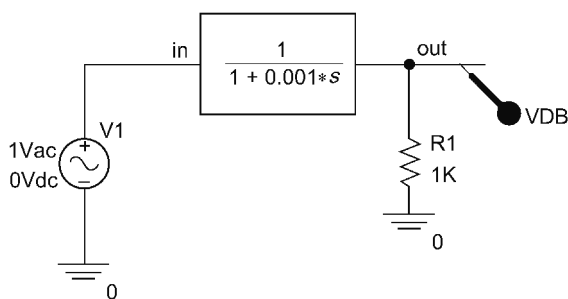 in
1
1 + 0.001*s
out
VDB
V1
1Vac
0Vdc
+
−
R1
1K
0
0